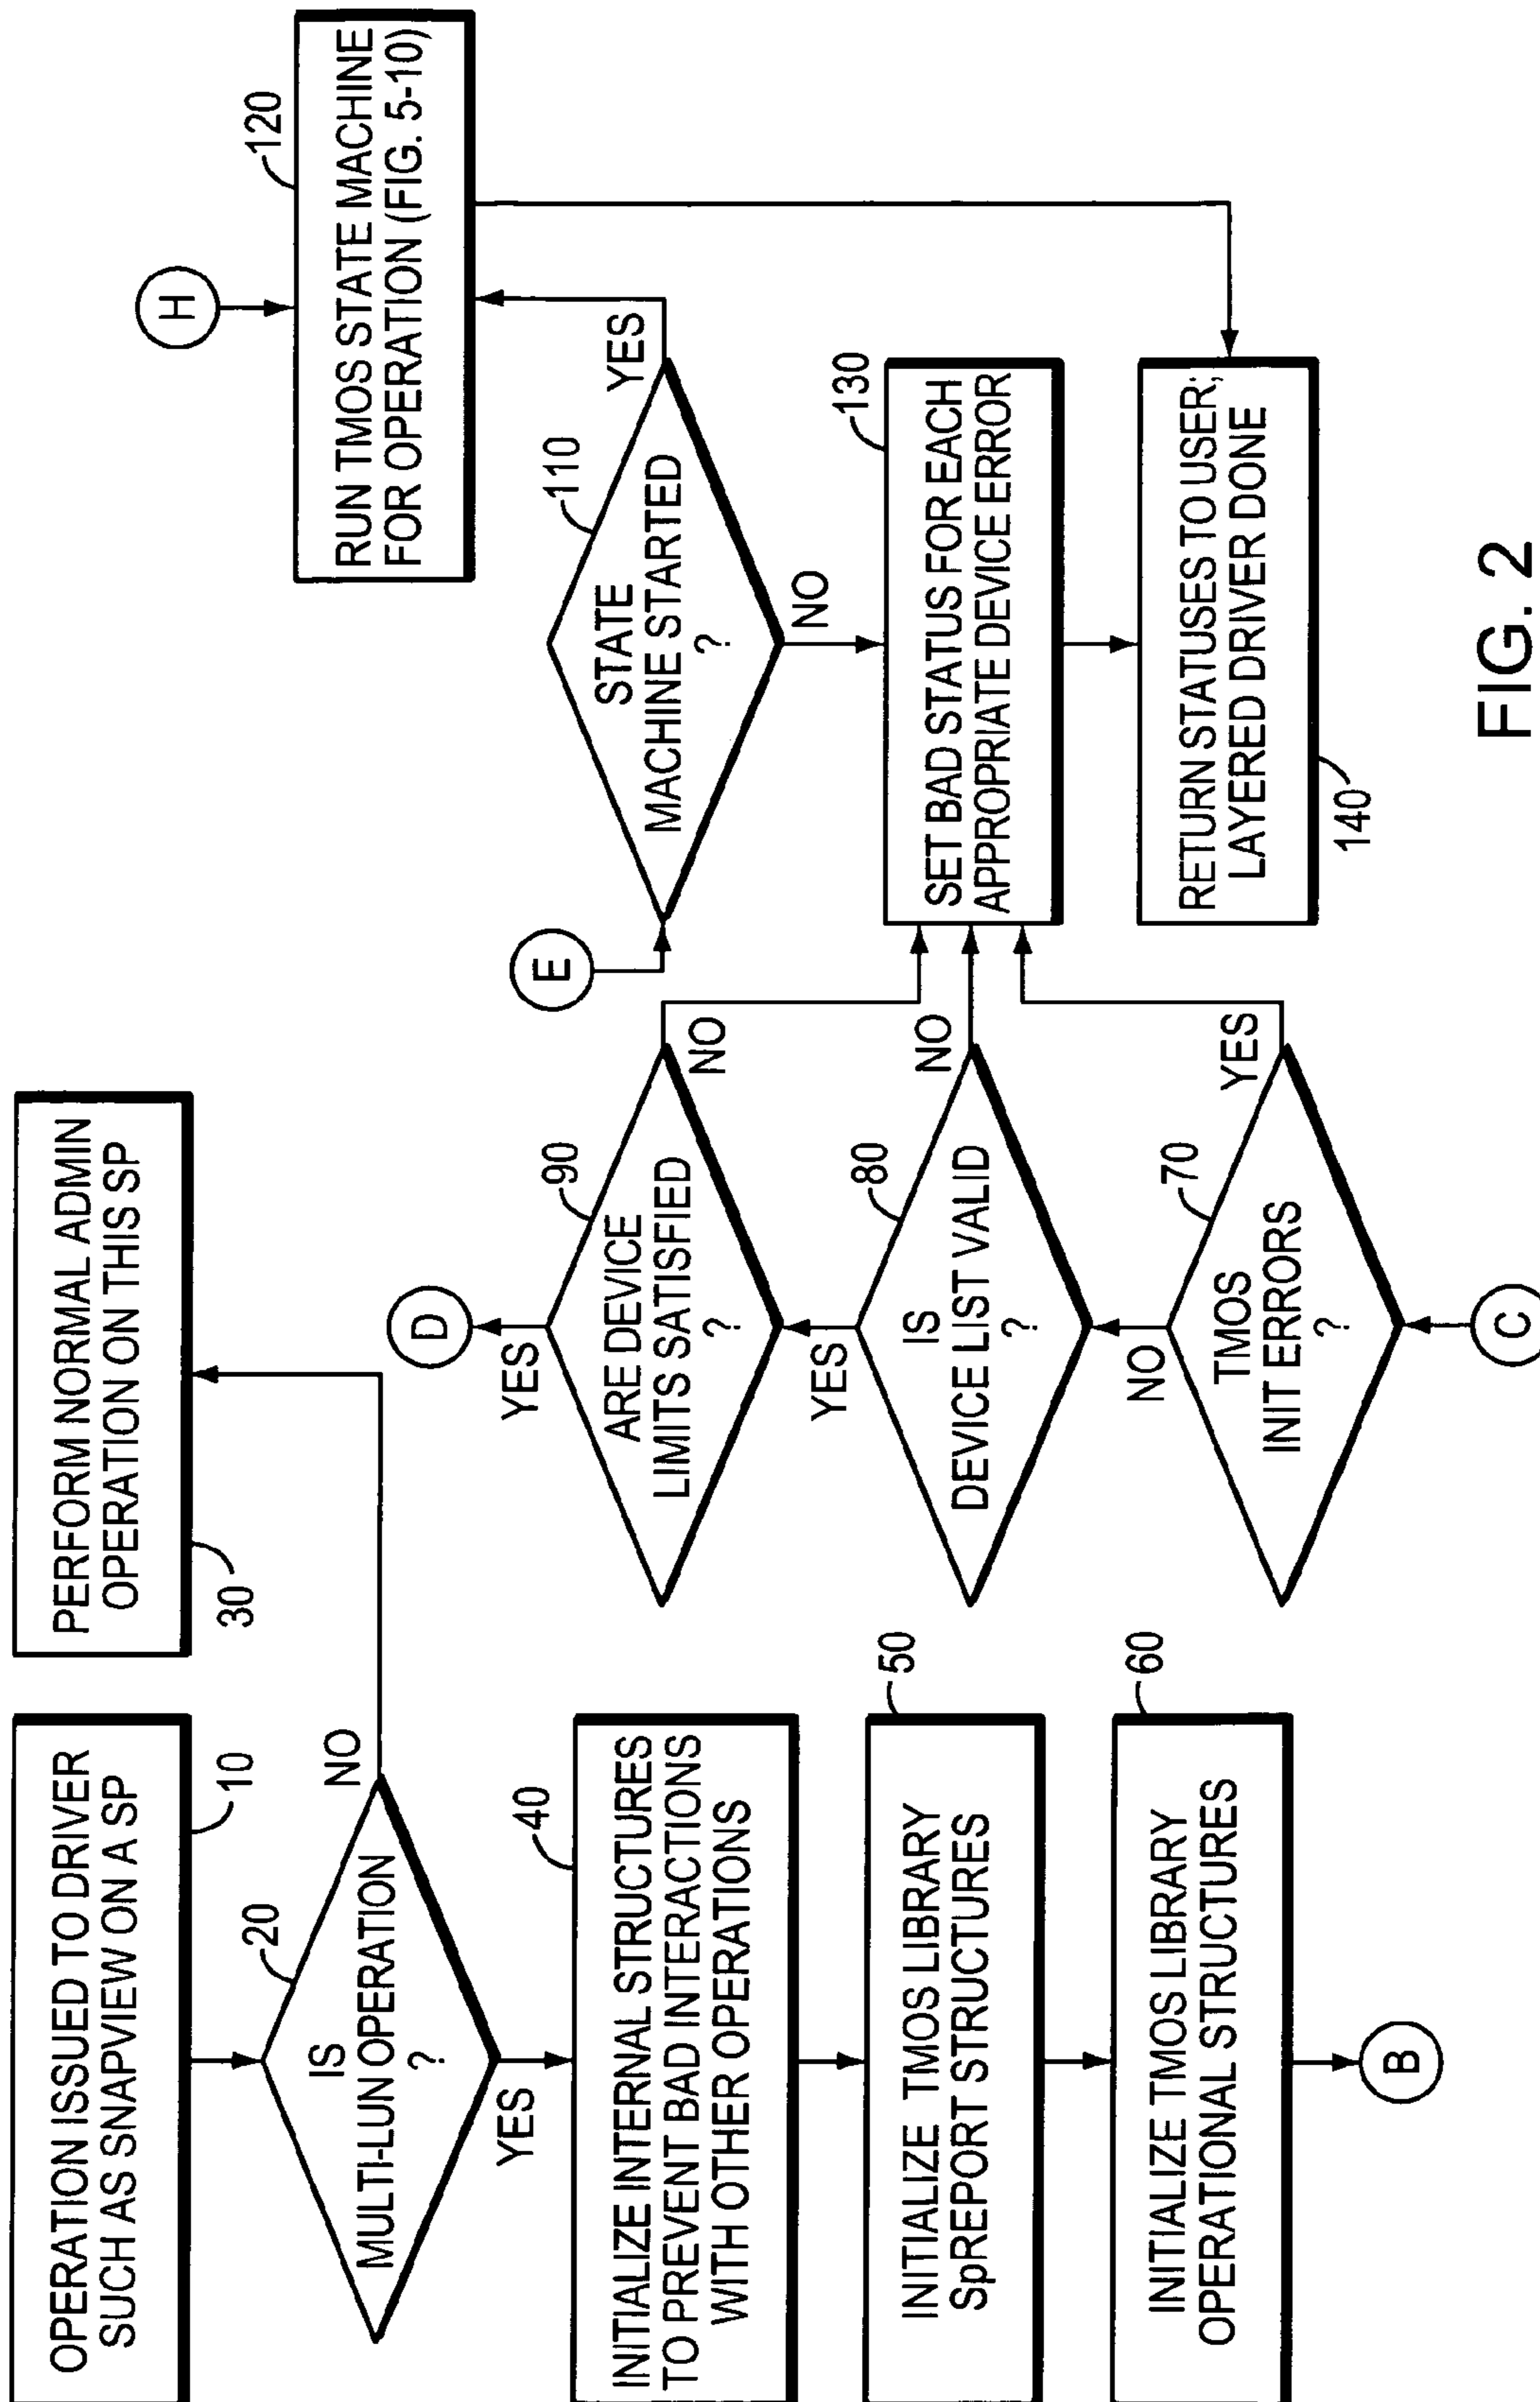 OPERATION ISSUED TO DRIVER
SUCH AS SNAPVIEW ON A SP
10
20
IS
MULTI-LUN OPERATION
?
NO
YES
PERFORM NORMAL ADMIN
OPERATION ON THIS SP
30
40
INITIALIZE INTERNAL STRUCTURES
TO PREVENT BAD INTERACTIONS
WITH OTHER OPERATIONS
50
INITIALIZE TMOS LIBRARY
SpREPORT STRUCTURES
60
INITIALIZE TMOS LIBRARY
OPERATIONAL STRUCTURES
B
D
YES
90
ARE DEVICE
LIMITS SATISFIED
?
NO
YES
80
IS
DEVICE LIST VALID
?
NO
NO
70
TMOS
INIT ERRORS
?
YES
C
H
120
RUN TMOS STATE MACHINE
FOR OPERATION (FIG. 5-10)
E
110
STATE
MACHINE STARTED
?
YES
NO
130
SET BAD STATUS FOR EACH
APPROPRIATE DEVICE ERROR
RETURN STATUSES TO USER;
LAYERED DRIVER DONE
140
FIG. 2